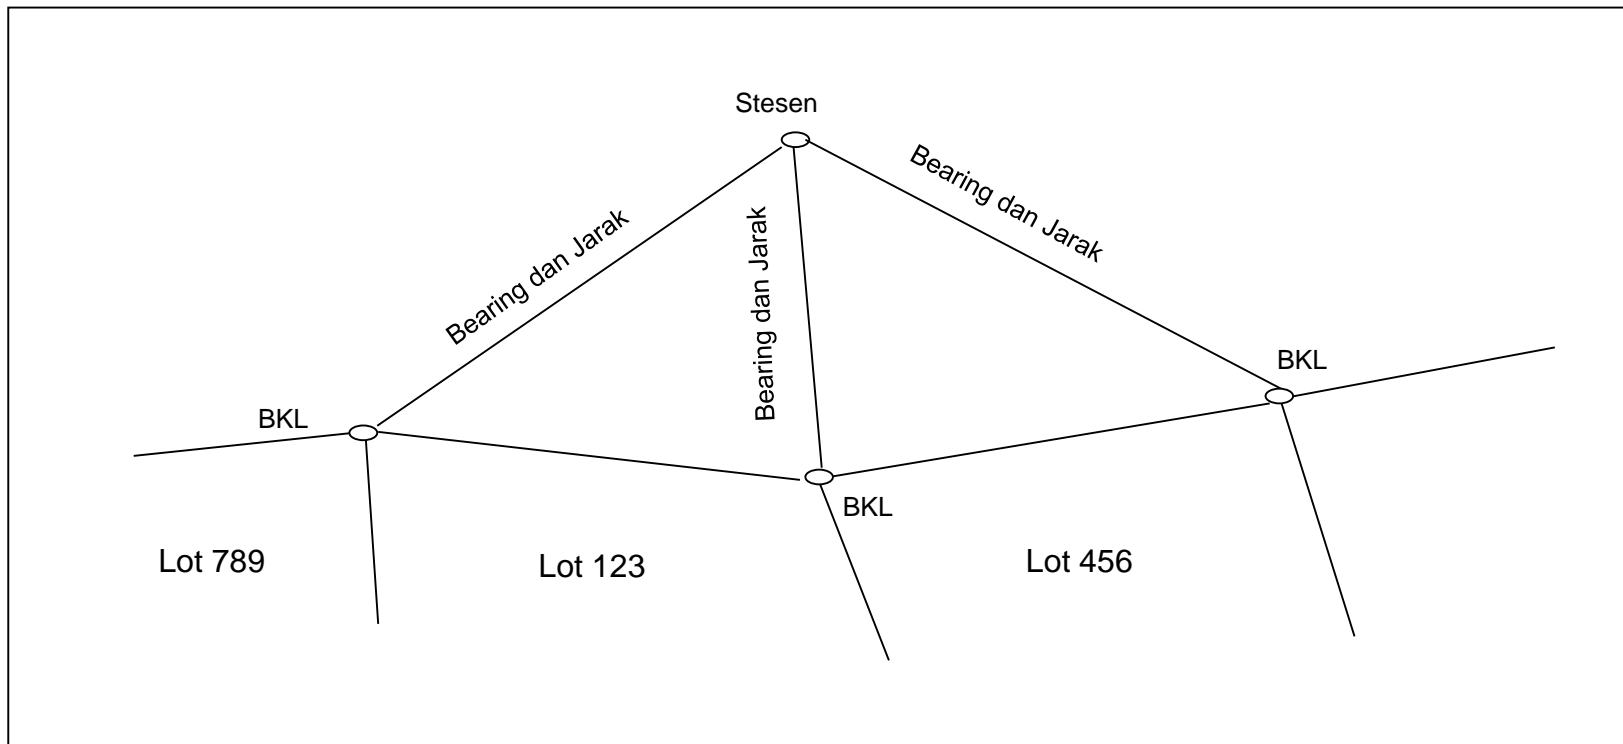 Stesen
Bearing dan Jarak
Bearing dan Jarak
Bearing dan Jarak
BKL
BKL
BKL
Lot 789
Lot 123
Lot 456